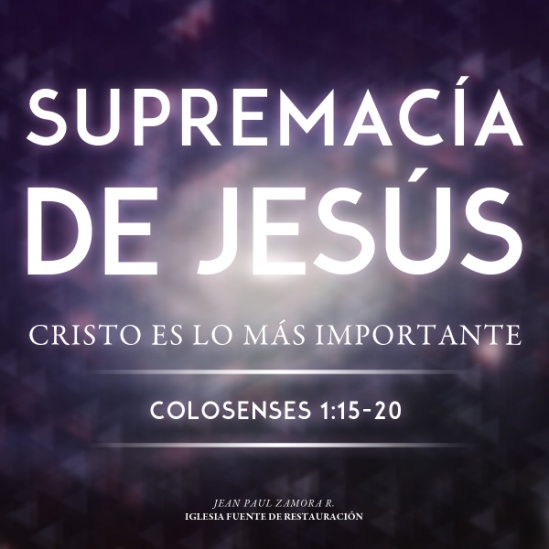 SUPREMACÍA
DE JESÚS
CRISTO ES LO MÁS IMPORTANTE
COLOSENSES 1:15-20
JEAN PAUL ZAMORA R.
IGLESIA FUENTE DE RESTAURACIÓN